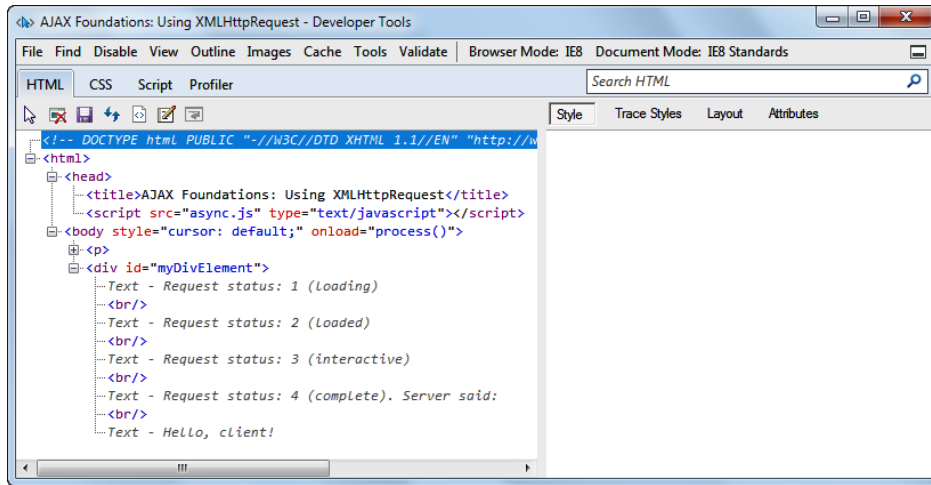 AJAX Foundations: Using XMLHttpRequest - Developer Tools
File Find Disable View Outline Images Cache Tools Validate Browser Mode: IE8 Document Mode: IE8 Standards
HTML CSS Script Profiler Search HTML
Style Trace Styles Layout Attributes
<!-- DOCTYPE html PUBLIC "-//W3C//DTD XHTML 1.1//EN" "http://w
<html>
<head>
<title>AJAX Foundations: Using XMLHttpRequest</title>
<script src="async.js" type="text/javascript"></script>
<body style="cursor: default;" onload="process()">
<p>
<div id="myDivElement">
Text - Request status: 1 (loading)
<br/>
Text - Request status: 2 (loaded)
<br/>
Text - Request status: 3 (interactive)
<br/>
Text - Request status: 4 (complete). Server said:
<br/>
Text - Hello, client!